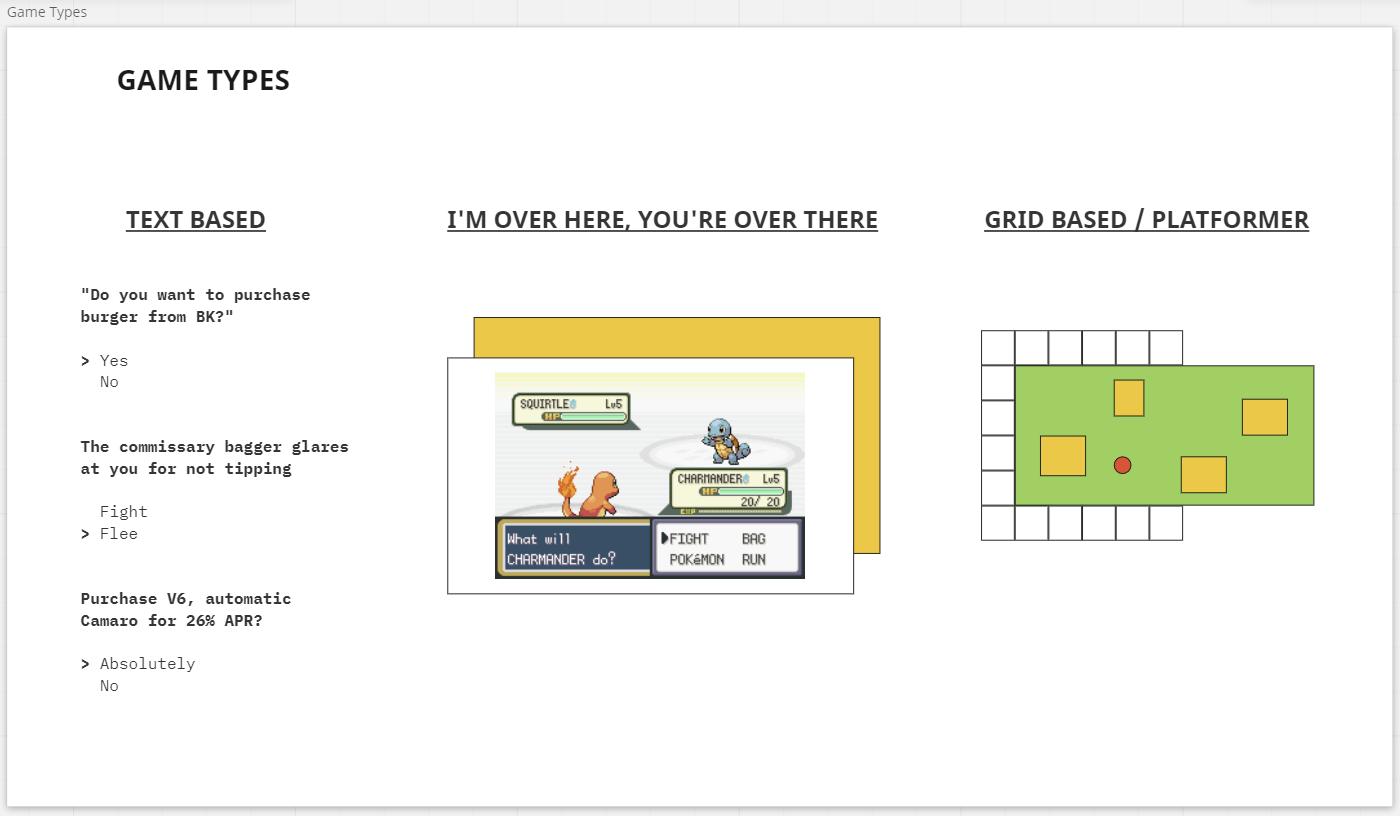 Game Types
GAME TYPES
TEXT BASED
"Do you want to purchase
burger from BK?"
> Yes
No
The commissary bagger glares
at you for not tipping
Fight
> Flee
Purchase V6, automatic
Camaro for 26% APR?
> Absolutely
No
I'M OVER HERE, YOU'RE OVER THERE
SQUIRTLE Lv5
HP
CHARMANDER Lv5
HP
20/ 20
EXP
What will
CHARMANDER do?
FIGHT BAG
POKéMON RUN
GRID BASED / PLATFORMER